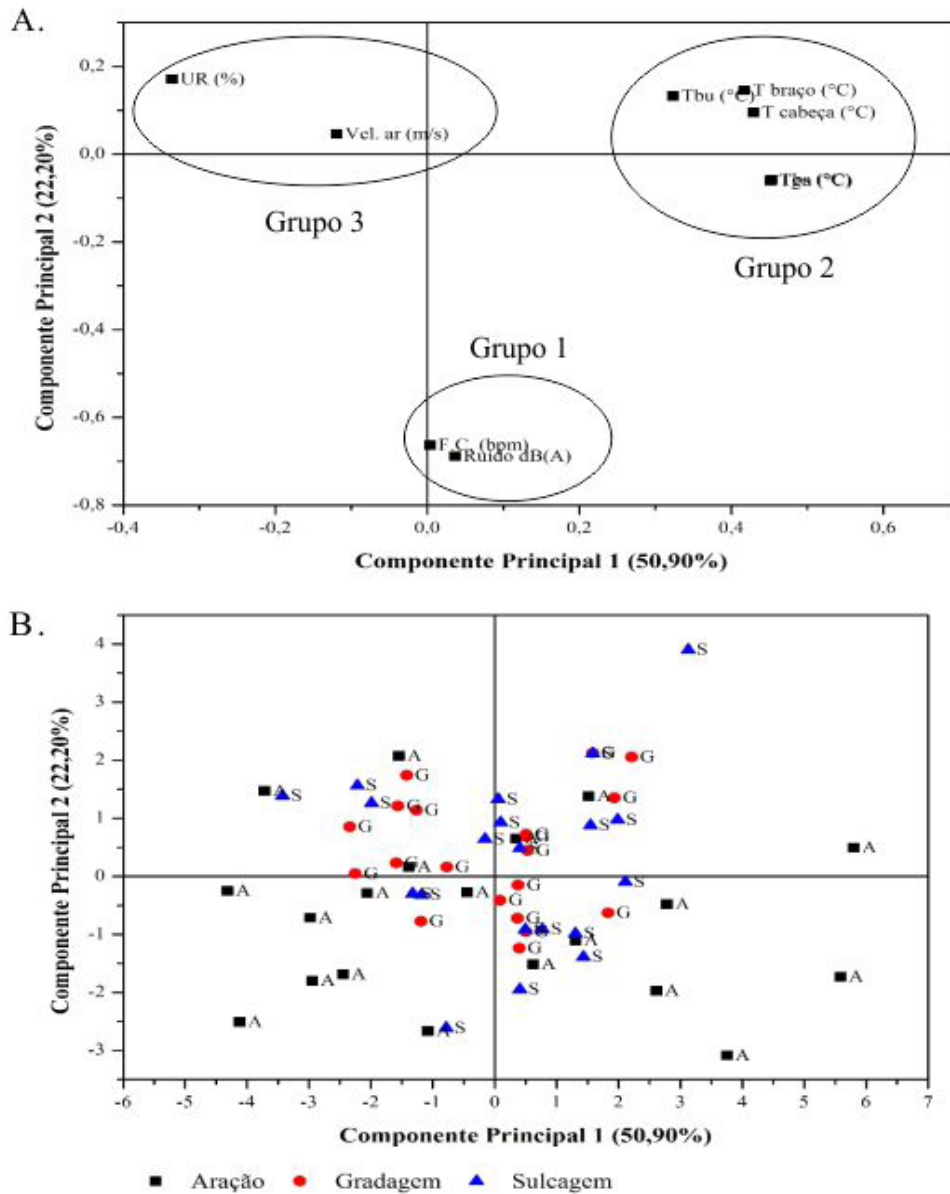 A.
Componente Principal 2 (22,20%)
0,2
0,0
-0,2
-0,4
-0,6
-0,8
UR (%)
Vel. ar (m/s)
Grupo 3
Tbu (°C)
T braço (°C)
T cabeça (°C)
Grupo 2
Grupo 1
F.C. (bpm)
Ruído dB(A)
-0,4
-0,2
0,0
0,2
0,4
0,6
Componente Principal 1 (50,90%)
B.
Componente Principal 2 (22,20%)
4
3
2
1
0
-1
-2
-3
S
A
G
G
G
A
S
S
S
G
G
G
S
G
A
G
S
S
S
S
S
A
G
G
A
G
G
A
G
S
A
A
A
S
S
A
G
S
A
G
G
G
A
G
S
S
G
S
A
G
S
A
A
A
A
S
A
A
S
A
A
-6
-5
-4
-3
-2
-1
0
1
2
3
4
5
6
7
Componente Principal 1 (50,90%)
Aração Gradagem Sulcagem